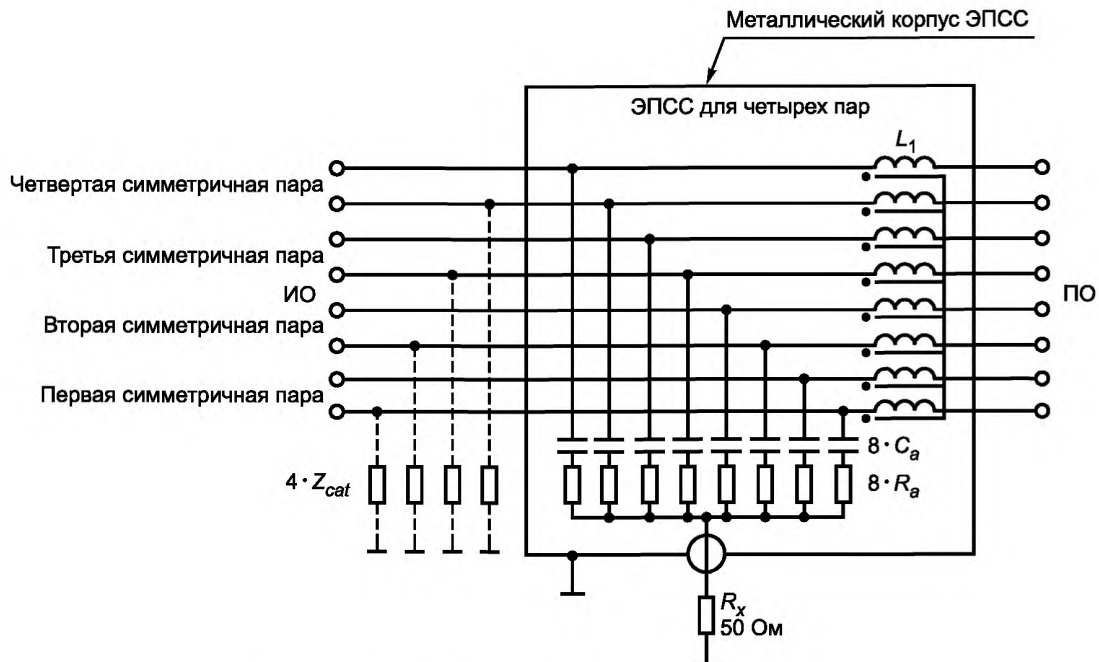 Металлический корпус ЭПСС
ЭПСС для четырех пар
L₁
Четвертая симметричная пара
Третья симметричная пара
ИО
ПО
Вторая симметричная пара
Первая симметричная пара
8 · Cₐ
4 · Z_cat
8 · Rₐ
Rₓ
50 Ом